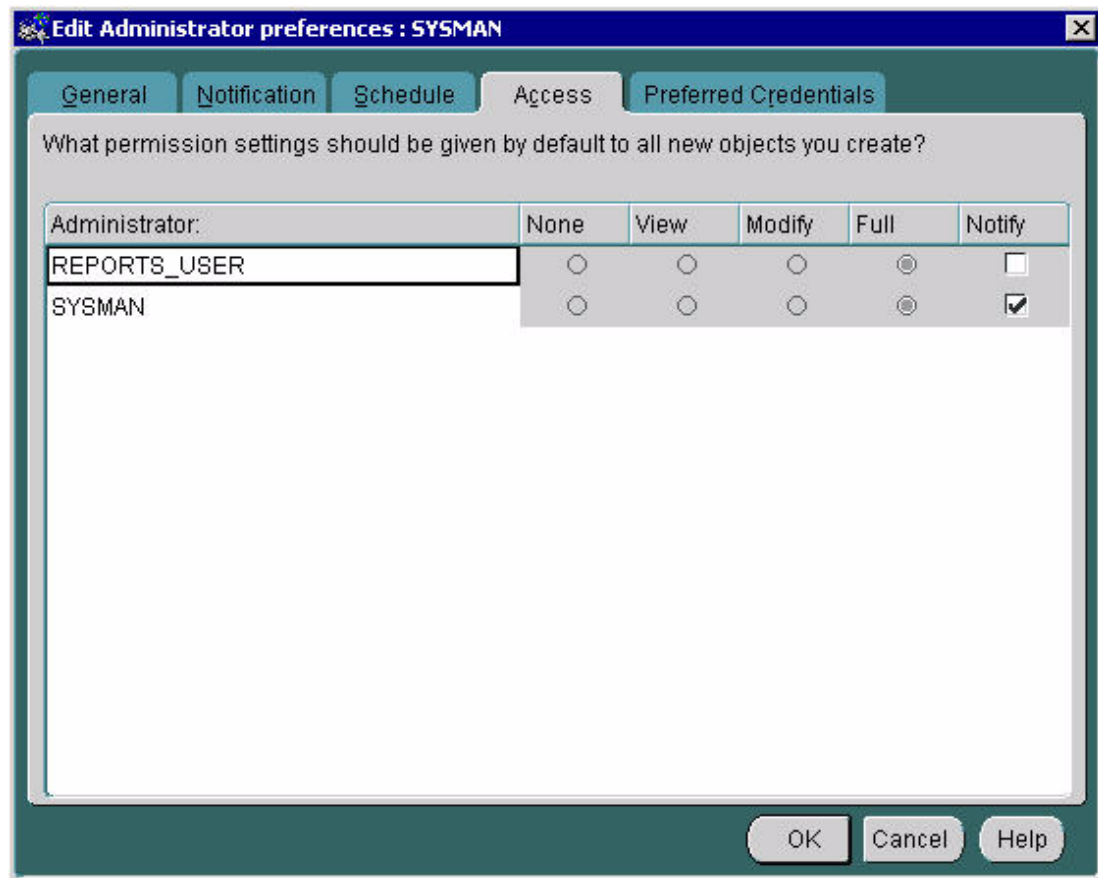 Edit Administrator preferences : SYSMAN
General Notification Schedule Access Preferred Credentials
What permission settings should be given by default to all new objects you create?
Administrator: None View Modify Full Notify
REPORTS_USER
SYSMAN
OK Cancel Help